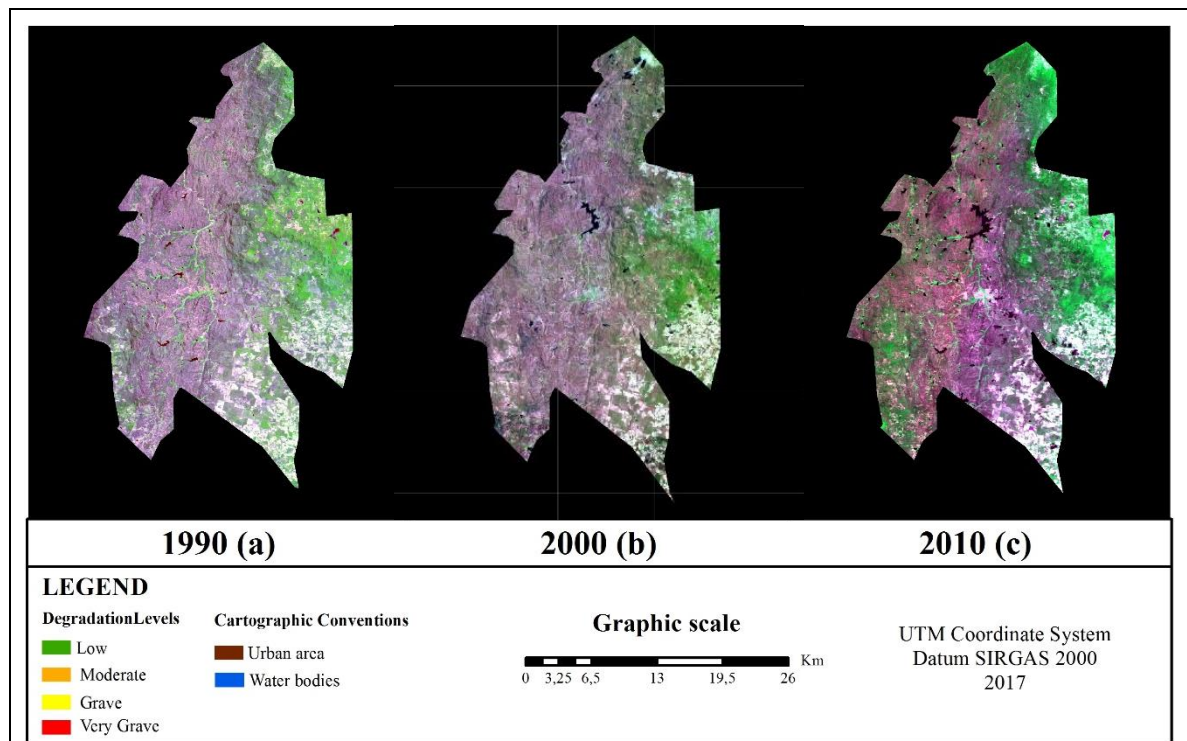 1990 (a)
2000 (b)
2010 (c)
LEGEND
DegradationLevels
Low
Moderate
Grave
Very Grave
Cartographic Conventions
Urban area
Water bodies
Graphic scale
Km
0 3,25 6,5 13 19,5 26
UTM Coordinate System
Datum SIRGAS 2000
2017